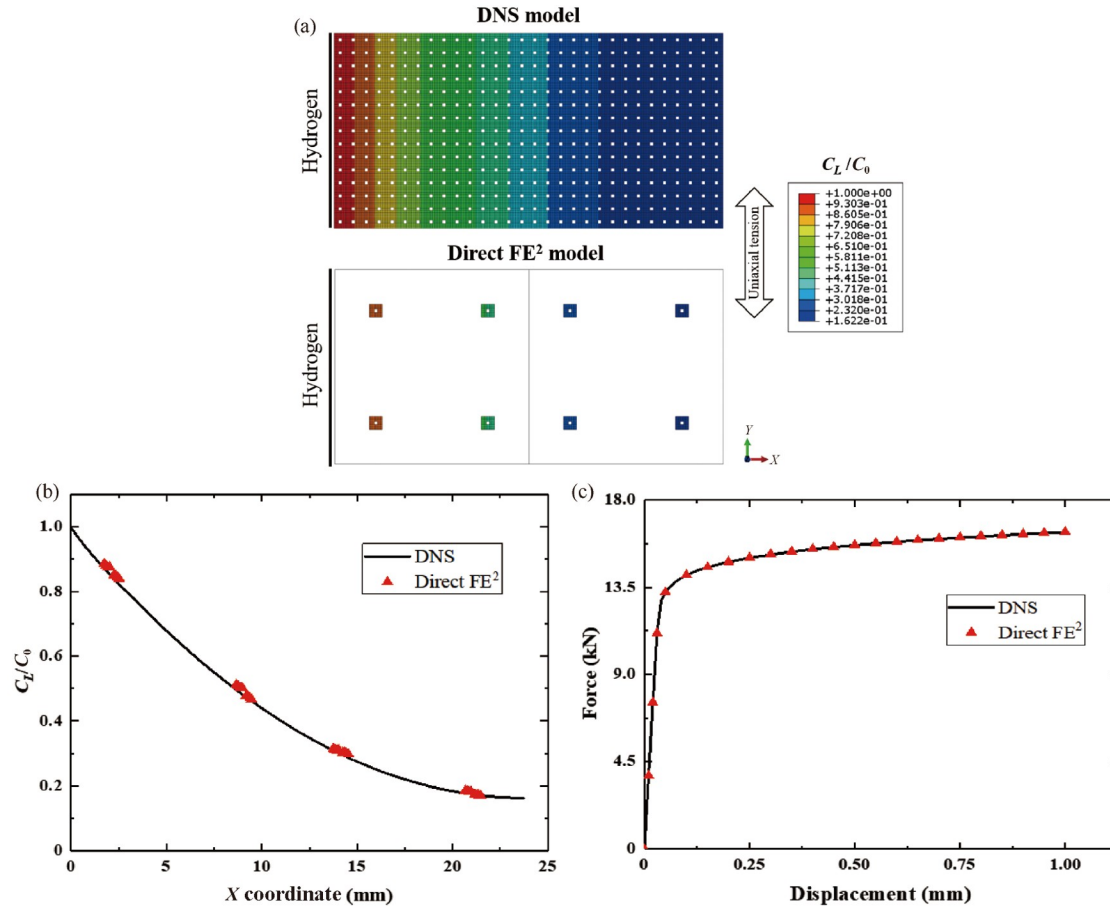 DNS model
(a)
Hydrogen
C_L/C_0
+1.000e+00
+9.303e-01
+8.605e-01
+7.906e-01
+7.208e-01
+6.510e-01
+5.811e-01
+5.113e-01
+4.415e-01
+3.717e-01
+3.018e-01
+2.320e-01
+1.622e-01
Uniaxial tension
Direct FE²
model
Hydrogen
Y
X
(b)
1.0
0.8
0.6
0.4
0.2
0
C_L/C_0
DNS
Direct FE²
0 5 10 15 20 25
X coordinate (mm)
(c)
18.0
13.5
9.0
4.5
0
Force (kN)
DNS
Direct FE²
0 0.25 0.50 0.75 1.00
Displacement (mm)